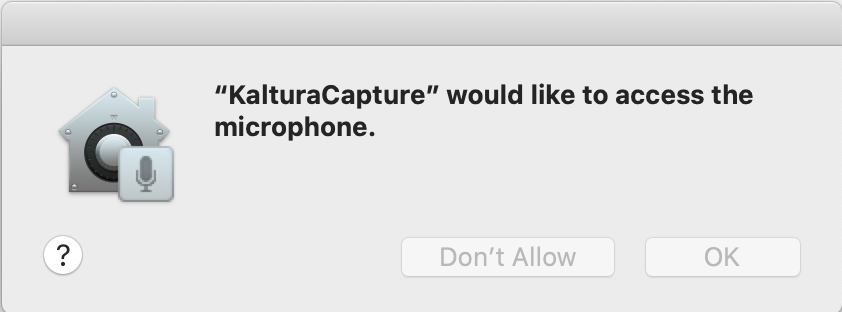 “KalturaCapture” would like to access the
microphone.
?
Don’t Allow
OK